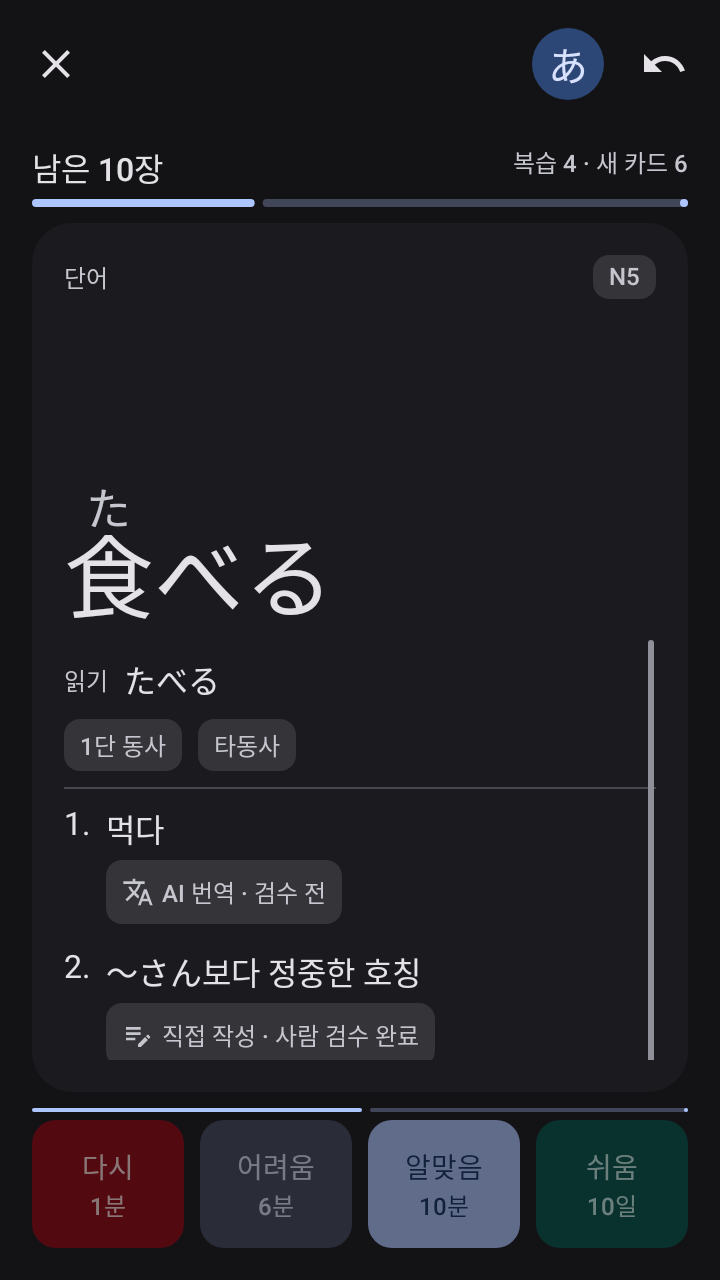 あ
남은 10장
복습 4 · 새 카드 6
단어
N5
た
食べる
읽기 たべる
1단 동사 타동사
1. 먹다
AI 번역 · 검수 전
2. ～さん보다 정중한 호칭
직접 작성 · 사람 검수 완료
다시 어려움 알맞음 쉬움
1분 6분 10분 10일